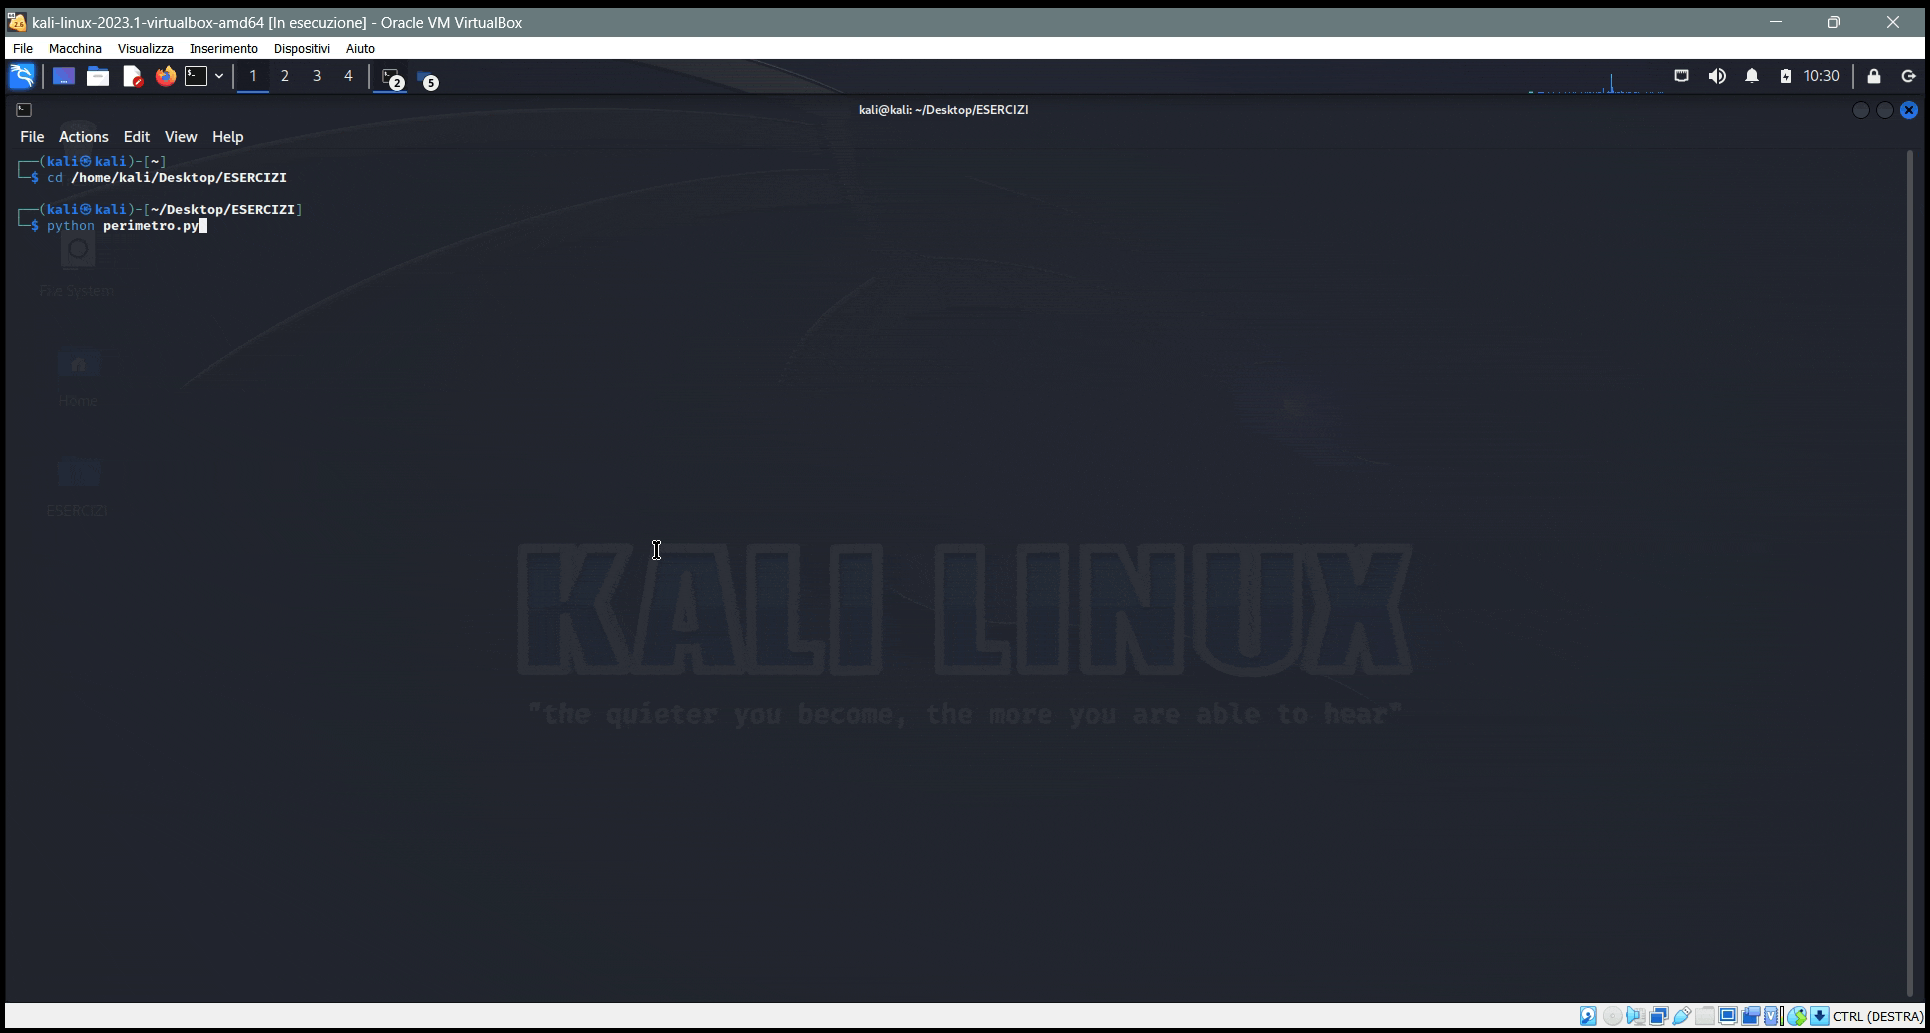 kali-linux-2023.1-virtualbox-amd64 [In esecuzione] - Oracle VM VirtualBox
File Macchina Visualizza Inserimento Dispositivi Aiuto
1 2 3 4 2 5 10:30
kali@kali: ~/Desktop/ESERCIZI
File Actions Edit View Help
┌──(kali㉿kali)-[~]
└─$ cd /home/kali/Desktop/ESERCIZI
┌──(kali㉿kali)-[~/Desktop/ESERCIZI]
└─$ python perimetro.py
File System
Home
ESERCIZI
KALI LINUX
"the quieter you become, the more you are able to hear"
CTRL (DESTRA)